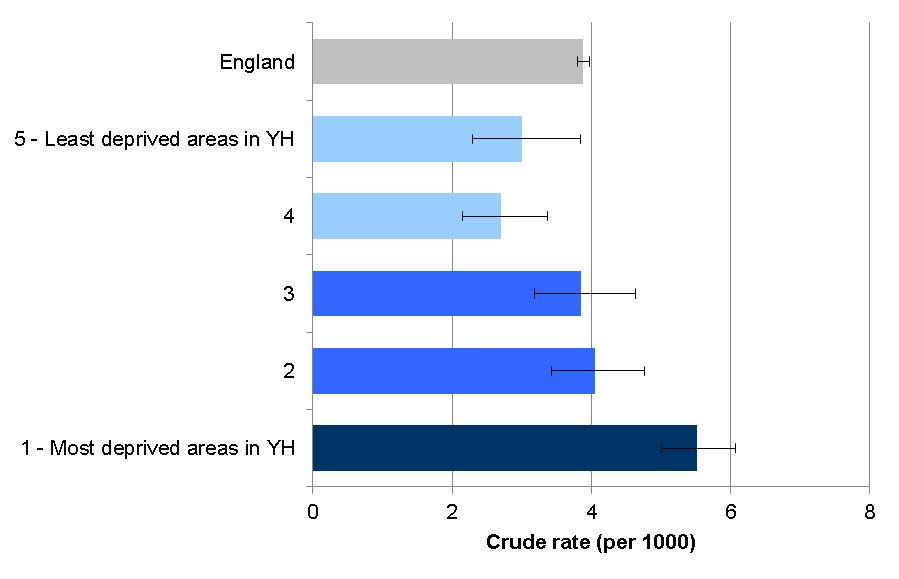 England
5 - Least deprived areas in YH
4
3
2
1 - Most deprived areas in YH
0 2 4 6 8
Crude rate (per 1000)